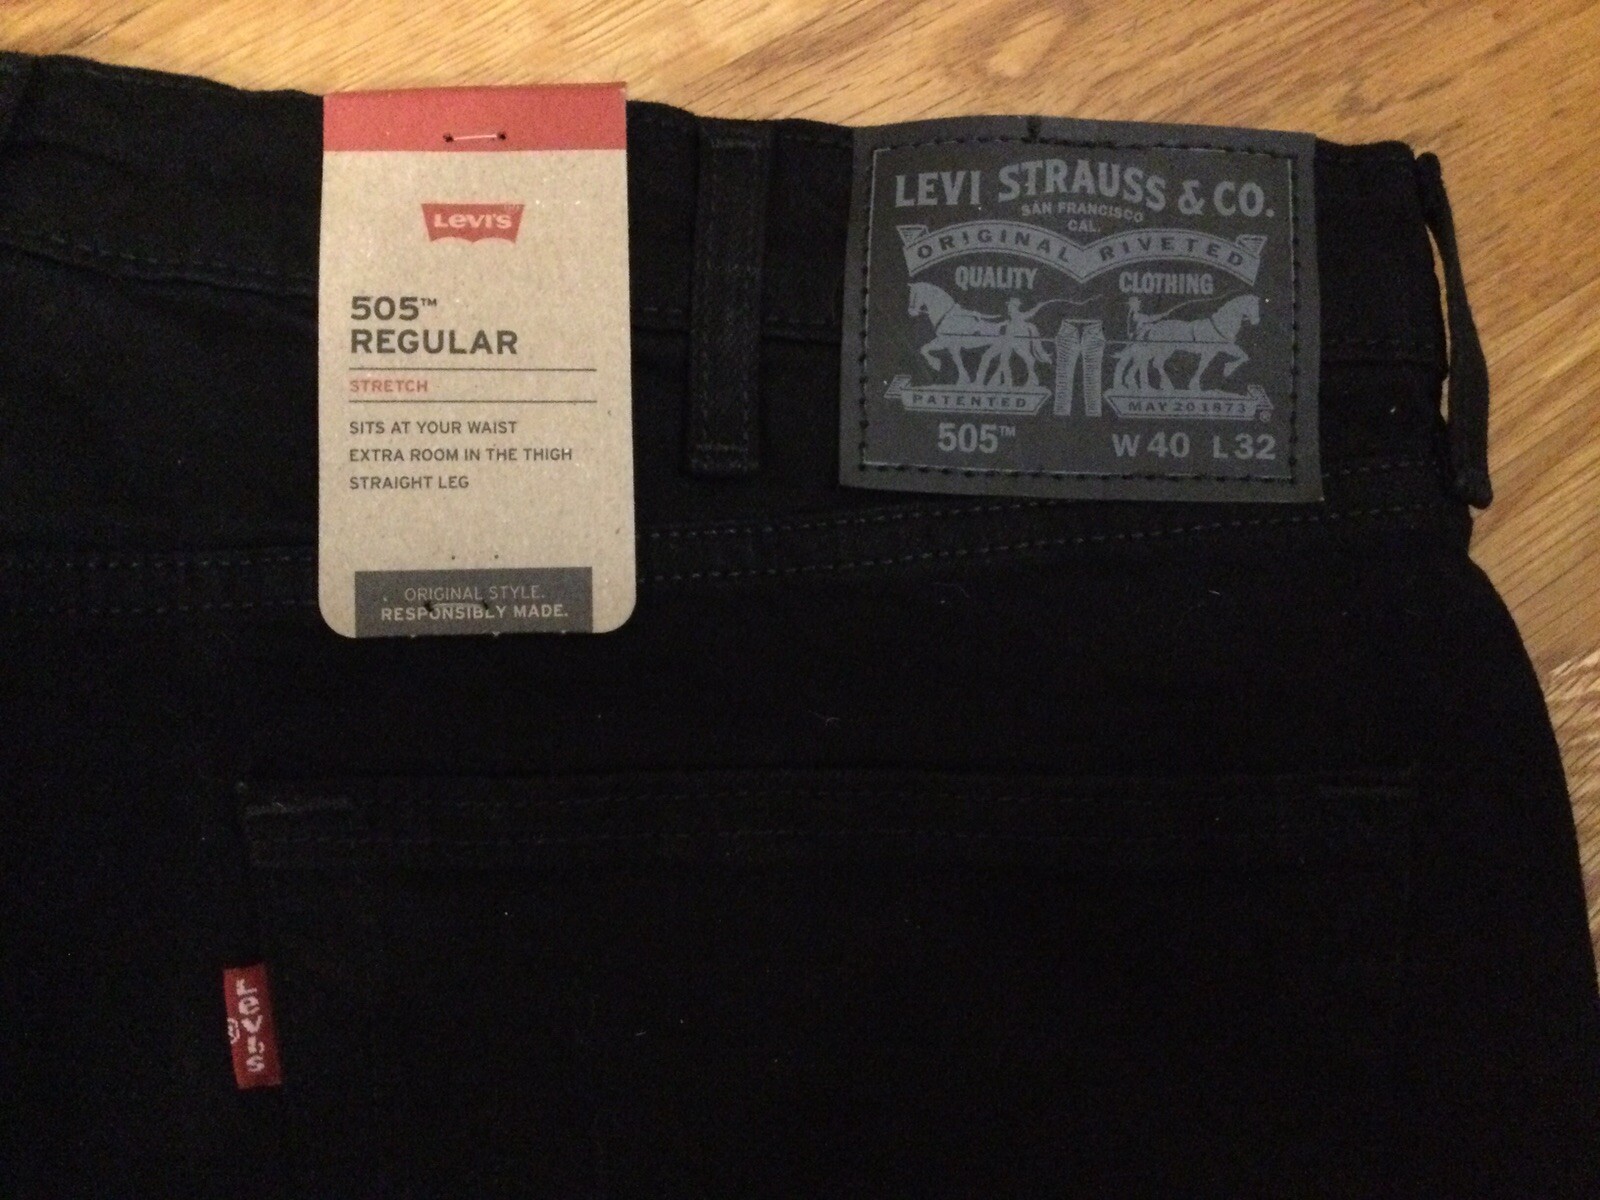 Levi's
505™
REGULAR
STRETCH
SITS AT YOUR WAIST
EXTRA ROOM IN THE THIGH
STRAIGHT LEG
ORIGINAL STYLE.
RESPONSIBLY MADE.
LEVI STRAUSS & CO.
SAN FRANCISCO
CAL.
ORIGINAL RIVETED
QUALITY CLOTHING
PATENTED MAY 20 1873 ®
505™ W 40 L 32
Levi's ®